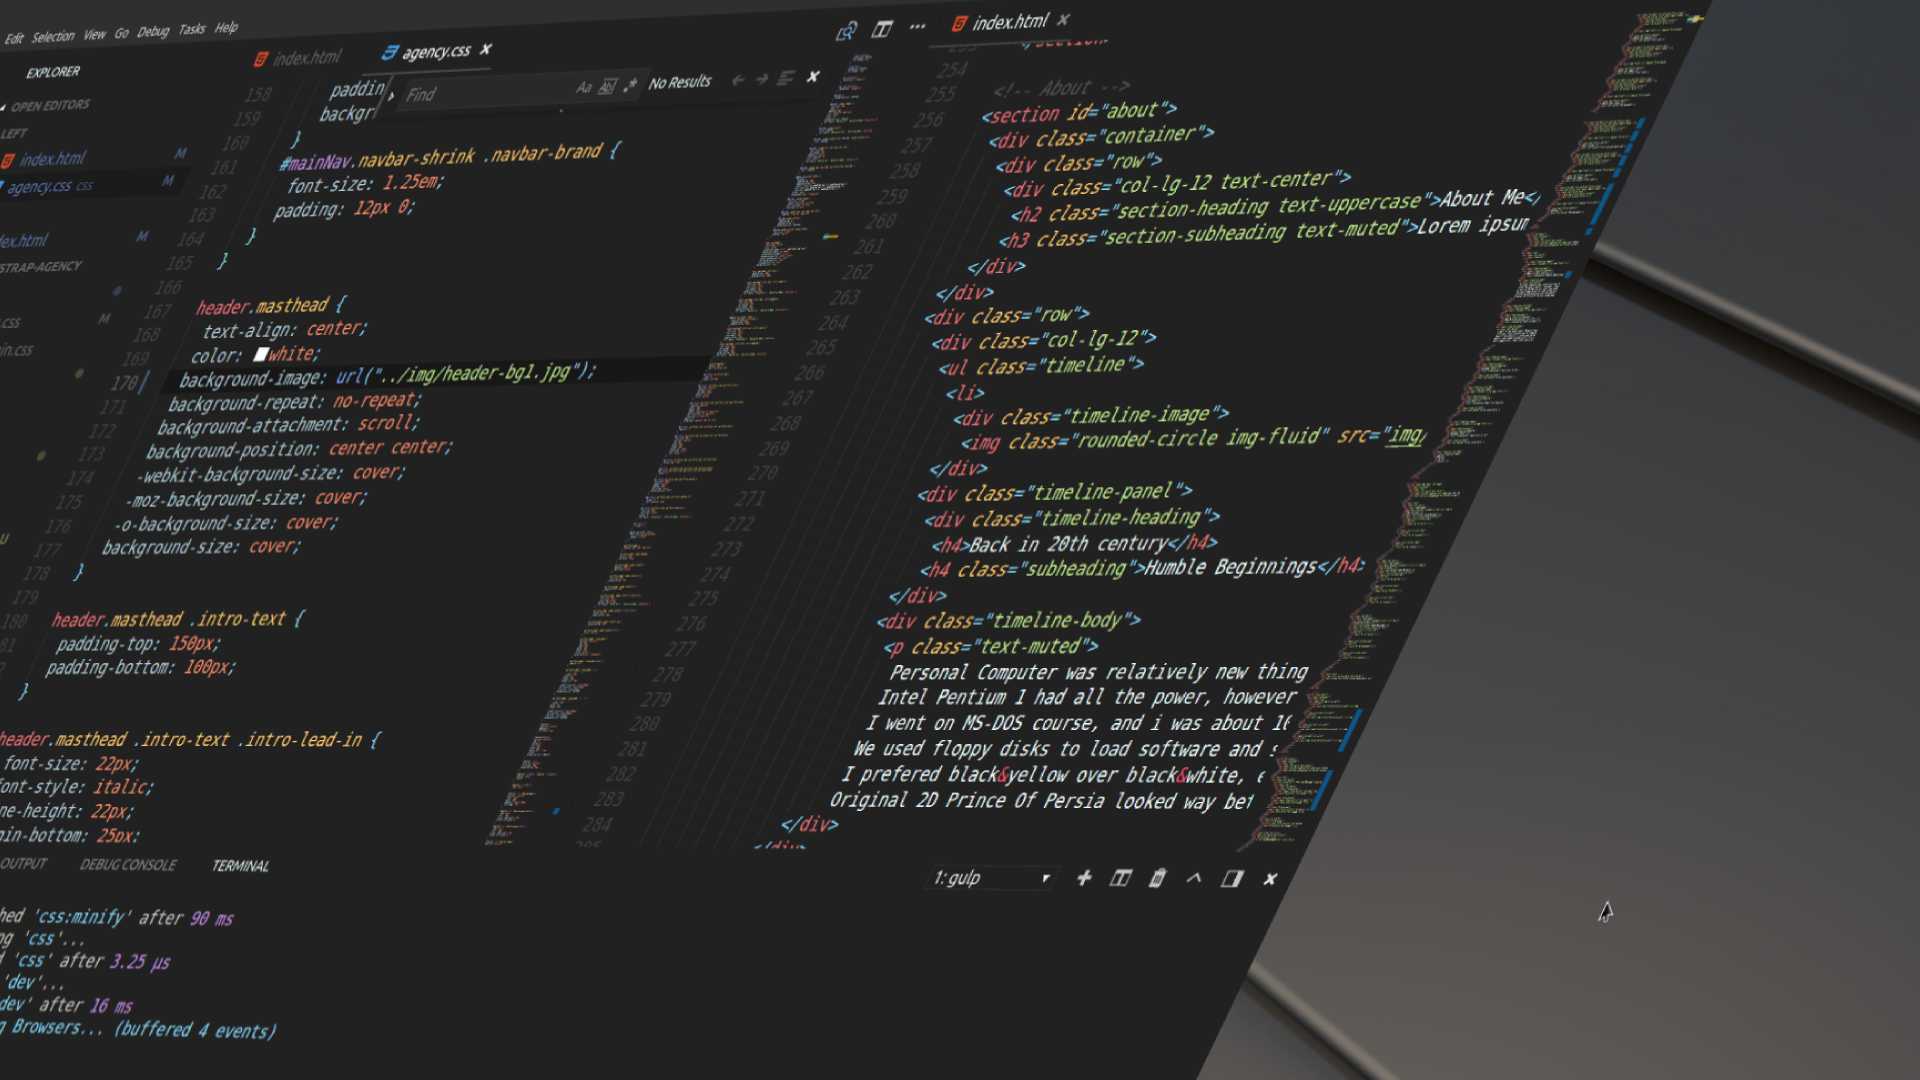 Edit Selection View Go Debug Tasks Help
EXPLORER
OPEN EDITORS
LEFT
index.html M
agency.css css M
ex.html M
STRAP-AGENCY
.css M
in.css
U
index.html
agency.css ×
Find Aa Abl .* No Results
158 paddin
159 backgr
160 }
161 #mainNav.navbar-shrink .navbar-brand {
162 font-size: 1.25em;
163 padding: 12px 0;
164 }
165 }
166
167 header.masthead {
168 text-align: center;
169 color: white;
170 background-image: url("../img/header-bg1.jpg");
171 background-repeat: no-repeat;
172 background-attachment: scroll;
173 background-position: center center;
174 -webkit-background-size: cover;
175 -moz-background-size: cover;
176 -o-background-size: cover;
177 background-size: cover;
178 }
179
180 header.masthead .intro-text {
81 padding-top: 150px;
padding-bottom: 100px;
}
header.masthead .intro-text .intro-lead-in {
font-size: 22px;
font-style: italic;
ne-height: 22px;
in-bottom: 25px;
index.html ×
254
255 <!-- About -->
256 <section id="about">
257 <div class="container">
258 <div class="row">
259 <div class="col-lg-12 text-center">
260 <h2 class="section-heading text-uppercase">About Me</
261 <h3 class="section-subheading text-muted">Lorem ipsum
262 </div>
263 </div>
264 <div class="row">
265 <div class="col-lg-12">
266 <ul class="timeline">
267 <li>
268 <div class="timeline-image">
269 <img class="rounded-circle img-fluid" src="img/
270 </div>
271 <div class="timeline-panel">
272 <div class="timeline-heading">
273 <h4>Back in 20th century</h4>
274 <h4 class="subheading">Humble Beginnings</h4>
275 </div>
276 <div class="timeline-body">
277 <p class="text-muted">
278 Personal Computer was relatively new thing
279 Intel Pentium 1 had all the power, however
280 I went on MS-DOS course, and i was about 10
281 We used floppy disks to load software and s
282 I prefered black&yellow over black&white, e
283 Original 2D Prince Of Persia looked way bet
284 </div>
</div>
OUTPUT DEBUG CONSOLE TERMINAL
1: gulp
hed 'css:minify' after 90 ms
ng 'css'...
d 'css' after 3.25 μs
'dev'...
dev' after 16 ms
g Browsers... (buffered 4 events)